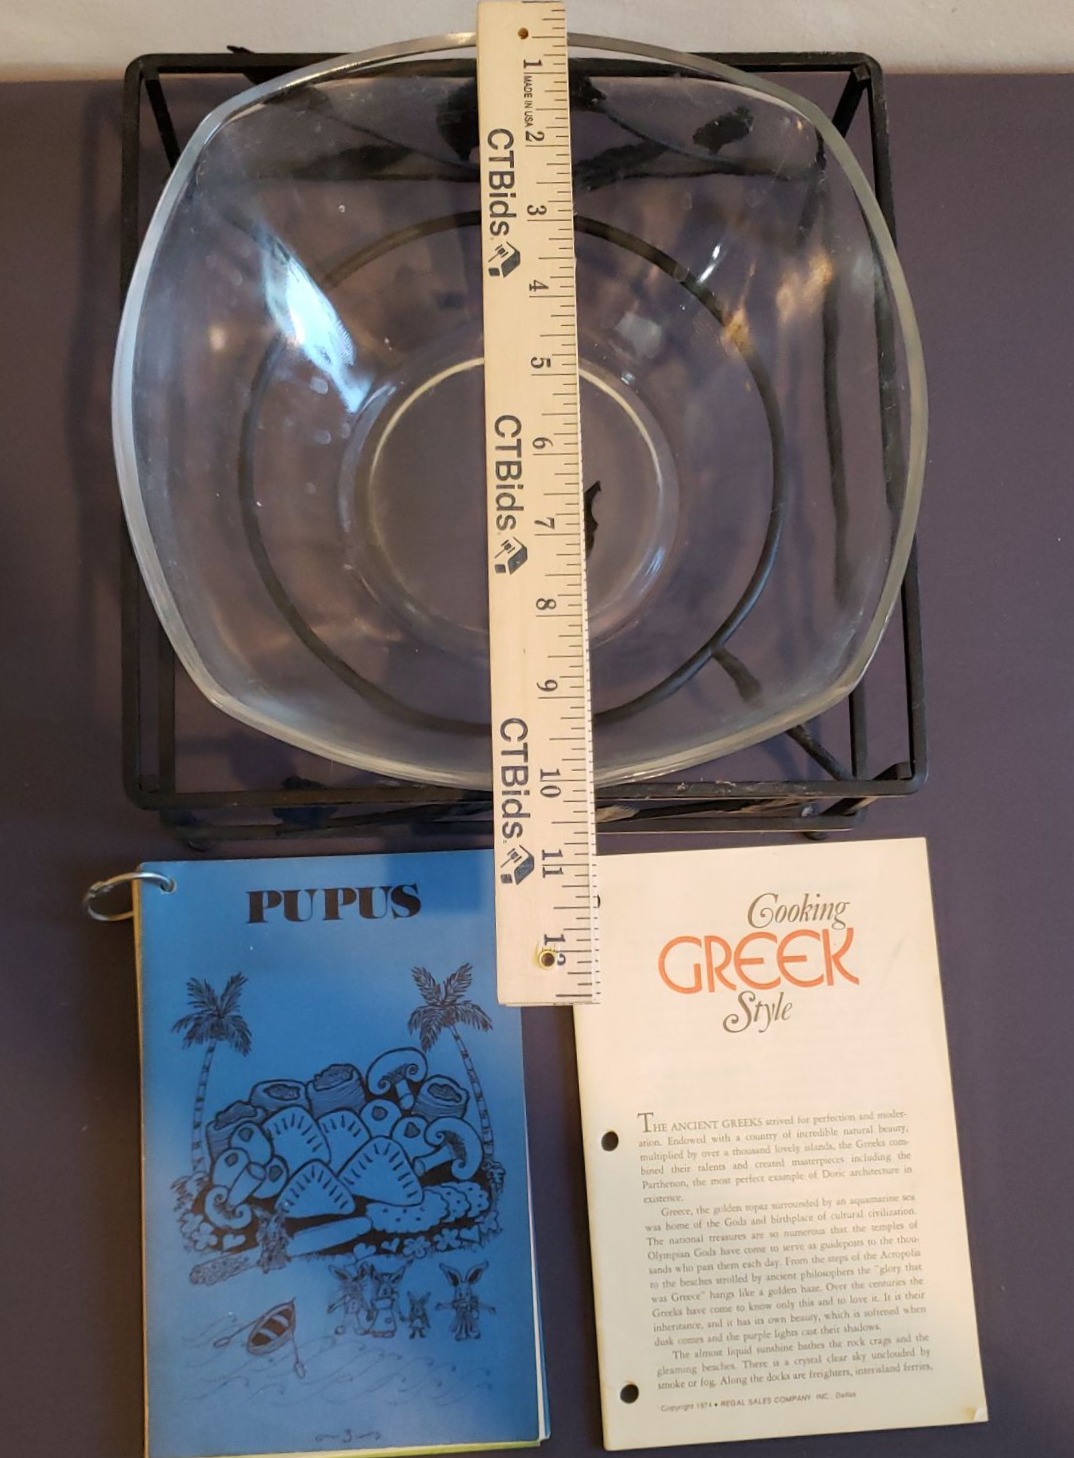 1
MADE IN USA
2
CTBids
3
4
5
CTBids
6
7
8
9
CTBids
10
11
12
PUPUS
3
Cooking
GREEK
Style
THE ANCIENT GREEKS strived for perfection and moder-
ation. Endowed with a country of incredible natural beauty,
multiplied by over a thousand lovely islands, the Greeks com-
bined their talents and created masterpieces including the
Parthenon, the most perfect example of Doric architecture in
existence.
Greece, the golden topaz surrounded by an aquamarine sea
was home of the Gods and birthplace of cultural civilization.
The national treasures are so numerous that the temples of
Olympian Gods have come to serve as guideposts to the thou-
sands who pass them each day. From the steps of the Acropolis
to the beaches strolled by ancient philosophers the "glory that
was Greece" hangs like a golden haze. Over the centuries the
Greeks have come to know only this and to love it. It is their
inheritance, and it has its own beauty, which is softened when
dusk comes and the purple lights cast their shadows.
The almost liquid sunshine bathes the rock crags and the
gleaming beaches. There is a crystal clear sky unclouded by
smoke or fog. Along the docks are freighters, interisland ferries,
Copyright 1974 • REGAL SALES COMPANY, INC., Dallas